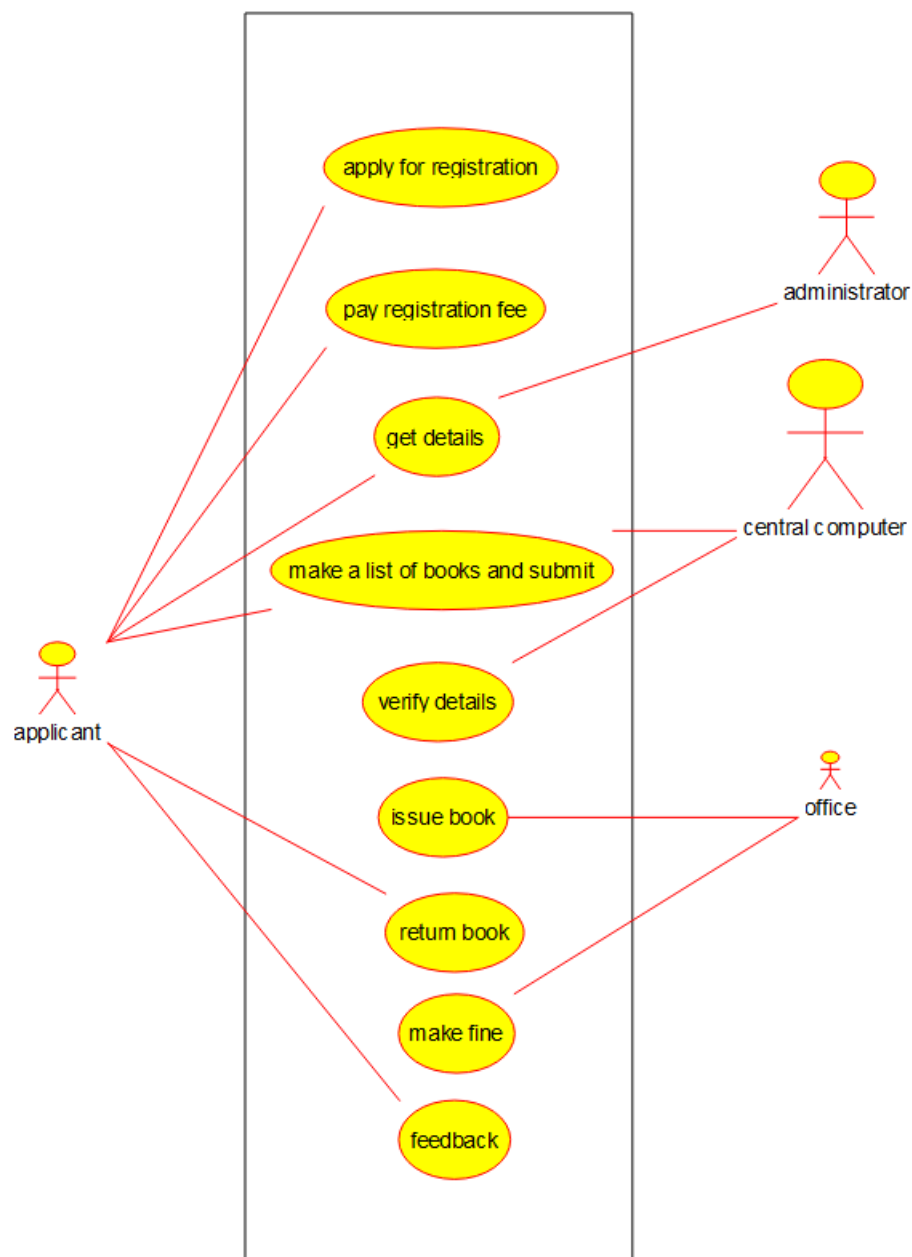 apply for registration
administrator
pay registration fee
get details
central computer
make a list of books and submit
verify details
applicant
issue book
office
return book
make fine
feedback